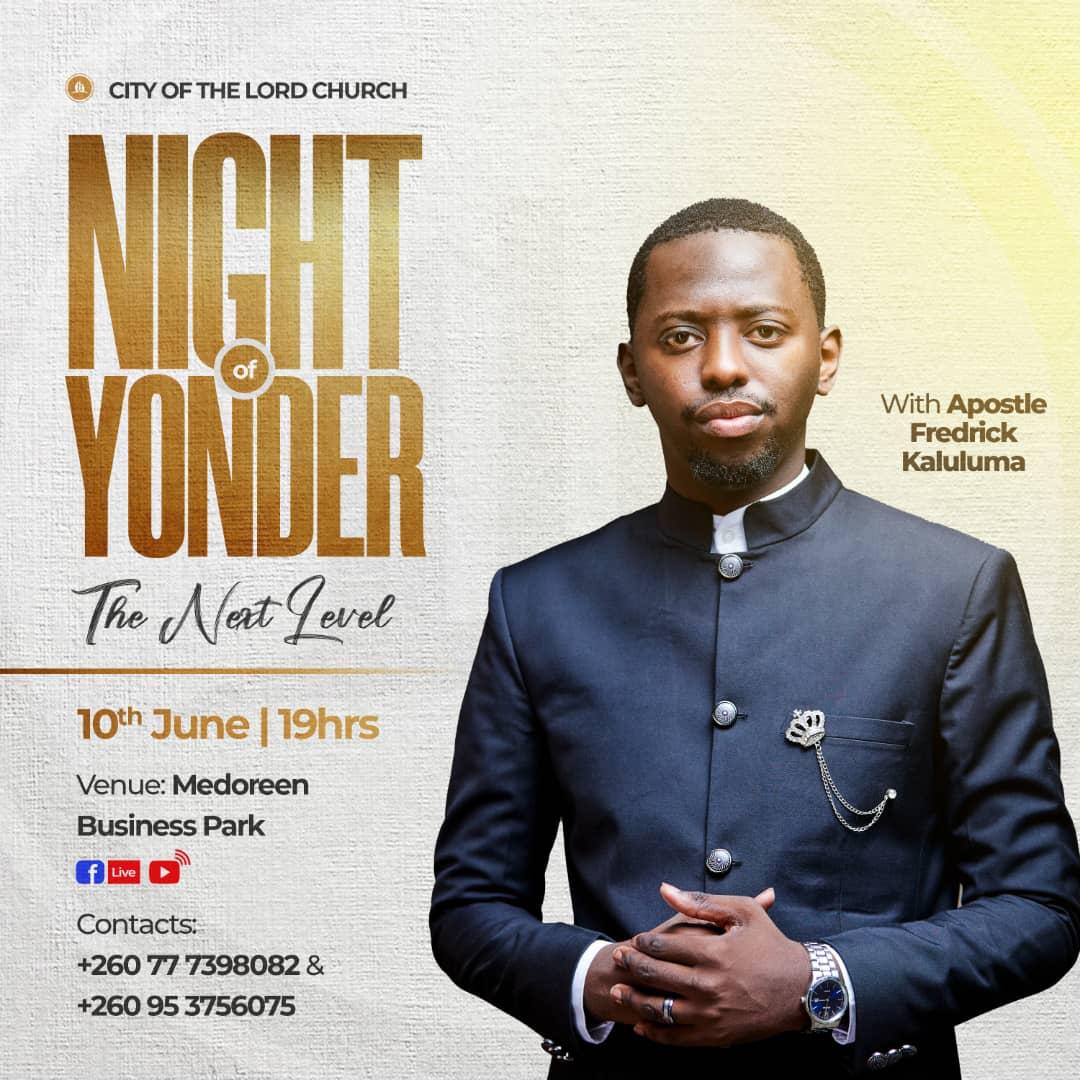 CITY OF THE LORD CHURCH
NIGHT
of
YONDER
The Next Level
10th June | 19hrs
Venue: Medoreen
Business Park
f Live
Contacts:
+260 77 7398082 &
+260 95 3756075
With Apostle
Fredrick
Kaluluma